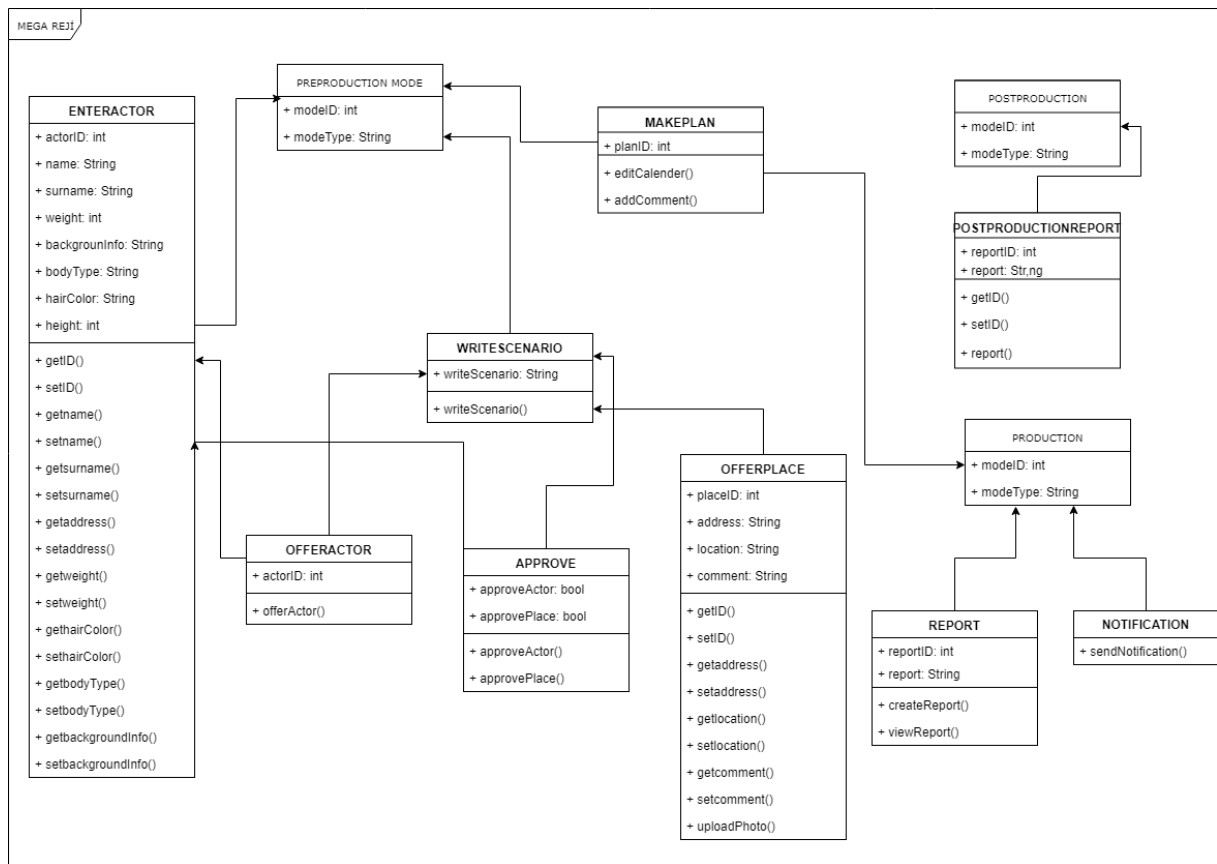 MEGA REJİ
PREPRODUCTION MODE
+ modeID: int
+ modeType: String
ENTERACTOR
+ actorID: int
+ name: String
+ surname: String
+ weight: int
+ backgrounInfo: String
+ bodyType: String
+ hairColor: String
+ height: int
+ getID()
+ setID()
+ getname()
+ setname()
+ getsurname()
+ setsurname()
+ getaddress()
+ setaddress()
+ getweight()
+ setweight()
+ gethairColor()
+ sethairColor()
+ getbodyType()
+ setbodyType()
+ getbackgroundInfo()
+ setbackgroundInfo()
MAKEPLAN
+ planID: int
+ editCalender()
+ addComment()
POSTPRODUCTION
+ modeID: int
+ modeType: String
POSTPRODUCTIONREPORT
+ reportID: int
+ report: Str,ng
+ getID()
+ setID()
+ report()
WRITESCENARIO
+ writeScenario: String
+ writeScenario()
PRODUCTION
+ modeID: int
+ modeType: String
OFFERPLACE
+ placeID: int
+ address: String
+ location: String
+ comment: String
+ getID()
+ setID()
+ getaddress()
+ setaddress()
+ getlocation()
+ setlocation()
+ getcomment()
+ setcomment()
+ uploadPhoto()
OFFERACTOR
+ actorID: int
+ offerActor()
APPROVE
+ approveActor: bool
+ approvePlace: bool
+ approveActor()
+ approvePlace()
REPORT
+ reportID: int
+ report: String
+ createReport()
+ viewReport()
NOTIFICATION
+ sendNotification()